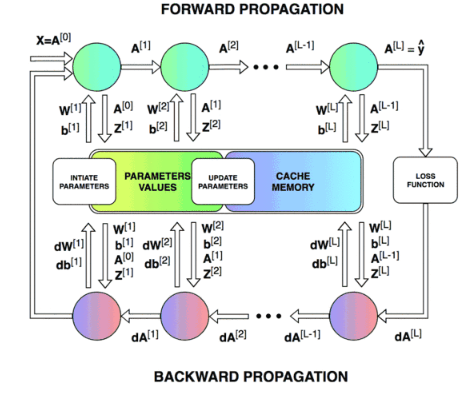 FORWARD PROPAGATION
X=A[0]
A[1]
A[2]
A[L-1]
A[L] = ŷ
W[1]
b[1]
A[0]
Z[1]
W[2]
b[2]
A[1]
Z[2]
W[L]
b[L]
A[L-1]
Z[L]
INTIATE
PARAMETERS
PARAMETERS
VALUES
UPDATE
PARAMETERS
CACHE
MEMORY
LOSS
FUNCTION
dW[1]
db[1]
W[1]
b[1]
A[0]
Z[1]
dW[2]
db[2]
W[2]
b[2]
A[1]
Z[2]
dW[L]
db[L]
W[L]
b[L]
A[L-1]
Z[L]
dA[1]
dA[2]
dA[L-1]
dA[L]
BACKWARD PROPAGATION